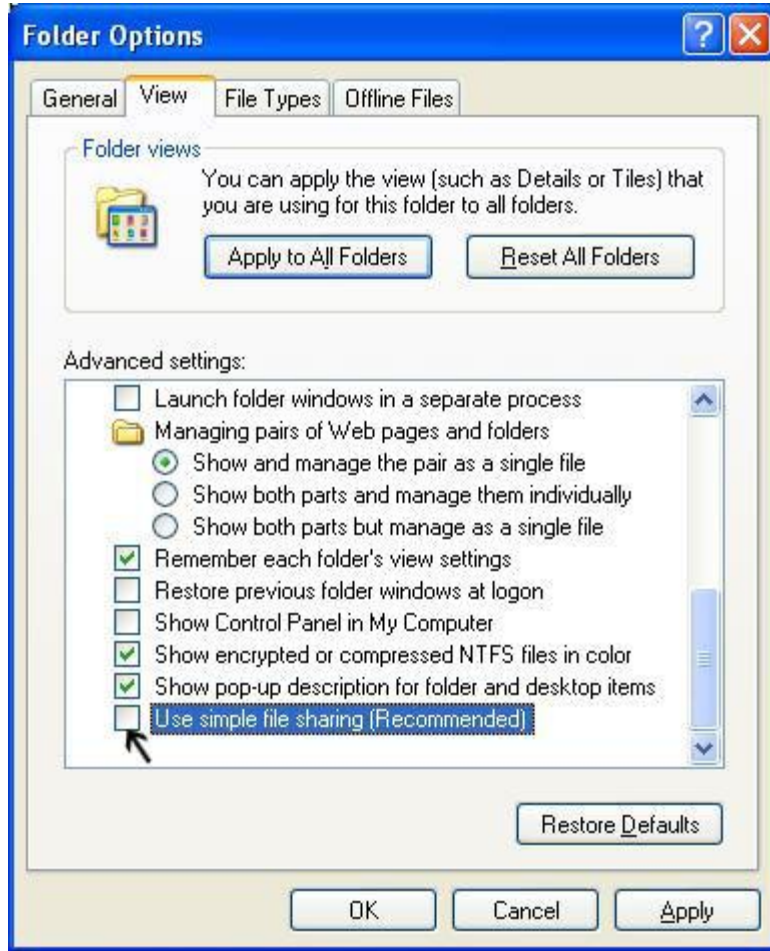 Folder Options
General View File Types Offline Files
Folder views
You can apply the view (such as Details or Tiles) that
you are using for this folder to all folders.
Apply to All Folders Reset All Folders
Advanced settings:
Launch folder windows in a separate process
Managing pairs of Web pages and folders
Show and manage the pair as a single file
Show both parts and manage them individually
Show both parts but manage as a single file
Remember each folder's view settings
Restore previous folder windows at logon
Show Control Panel in My Computer
Show encrypted or compressed NTFS files in color
Show pop-up description for folder and desktop items
Use simple file sharing (Recommended)
Restore Defaults
OK Cancel Apply